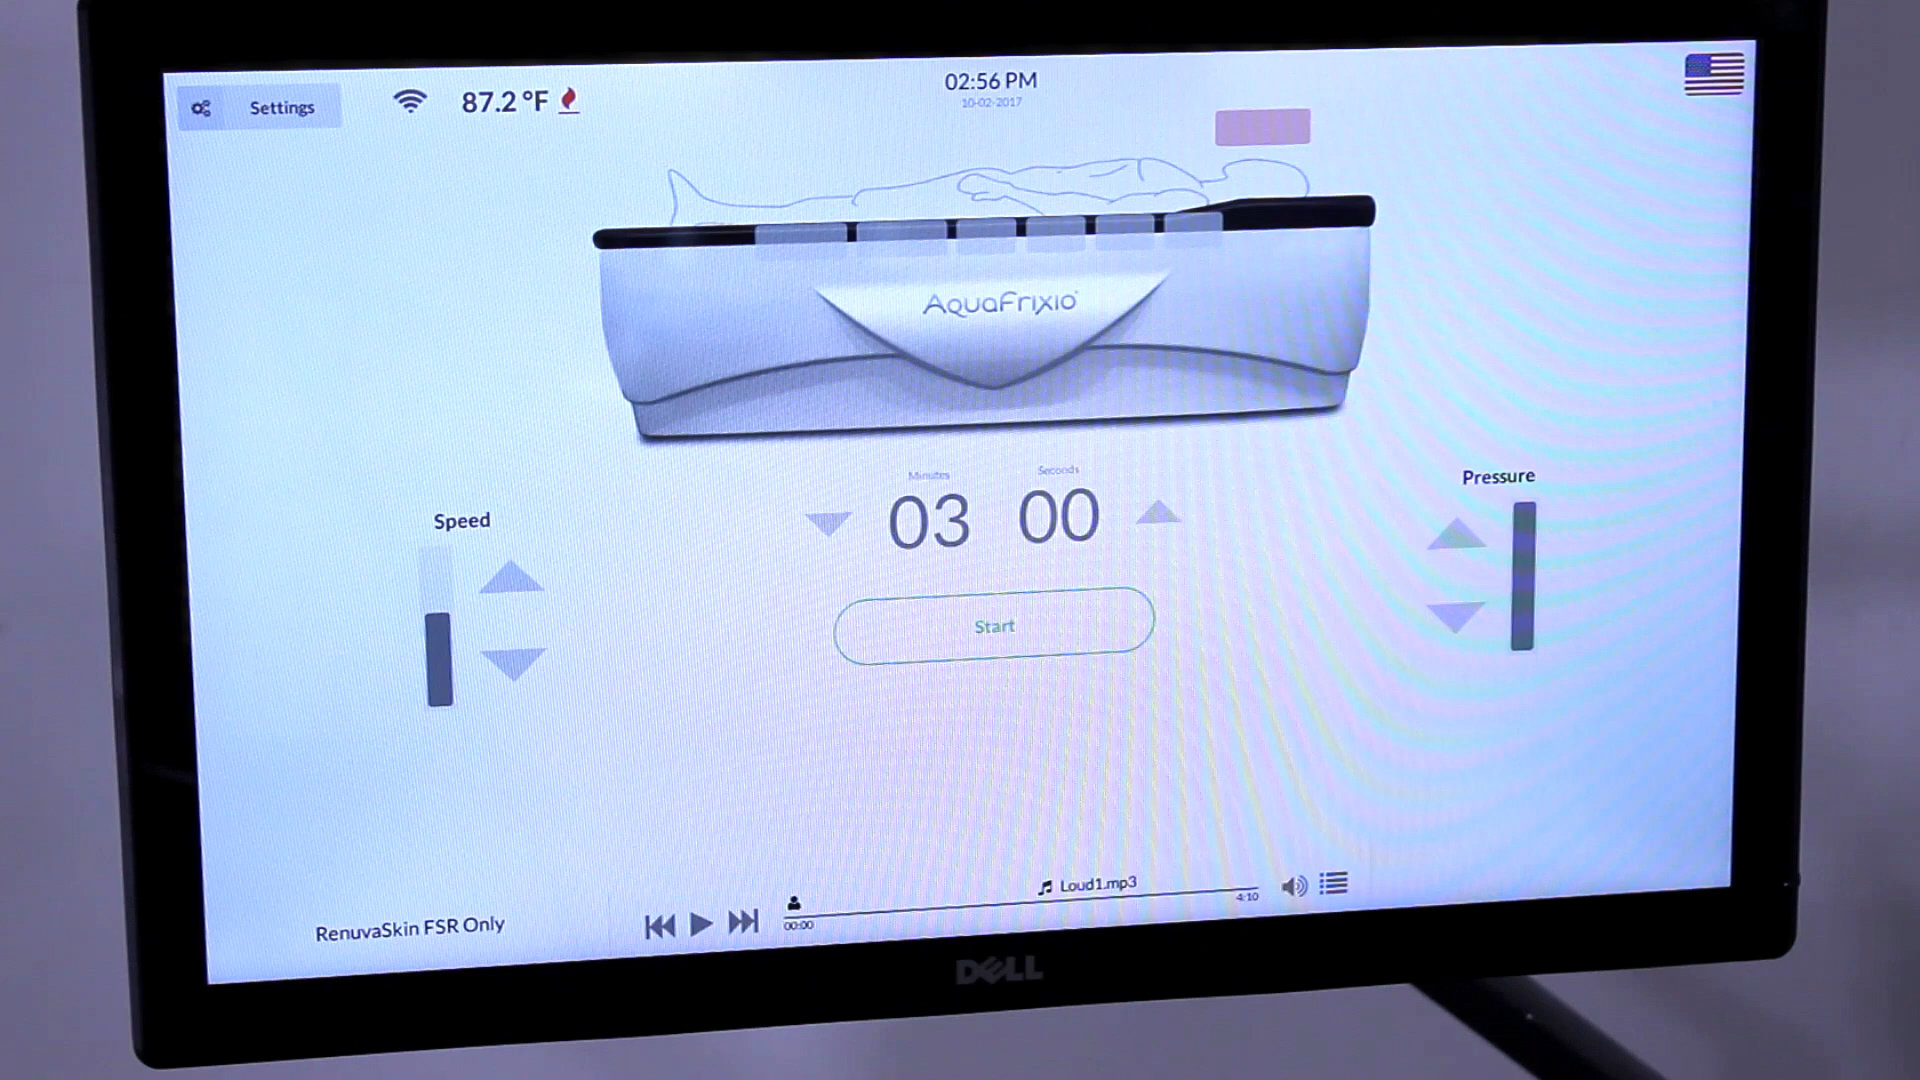 Settings
87.2 °F
02:56 PM
10-02-2017
AquaFrixio
Minutes
Seconds
03 00
Speed
Pressure
Start
Loud1.mp3
00:00
4:10
RenuvaSkin FSR Only
DELL